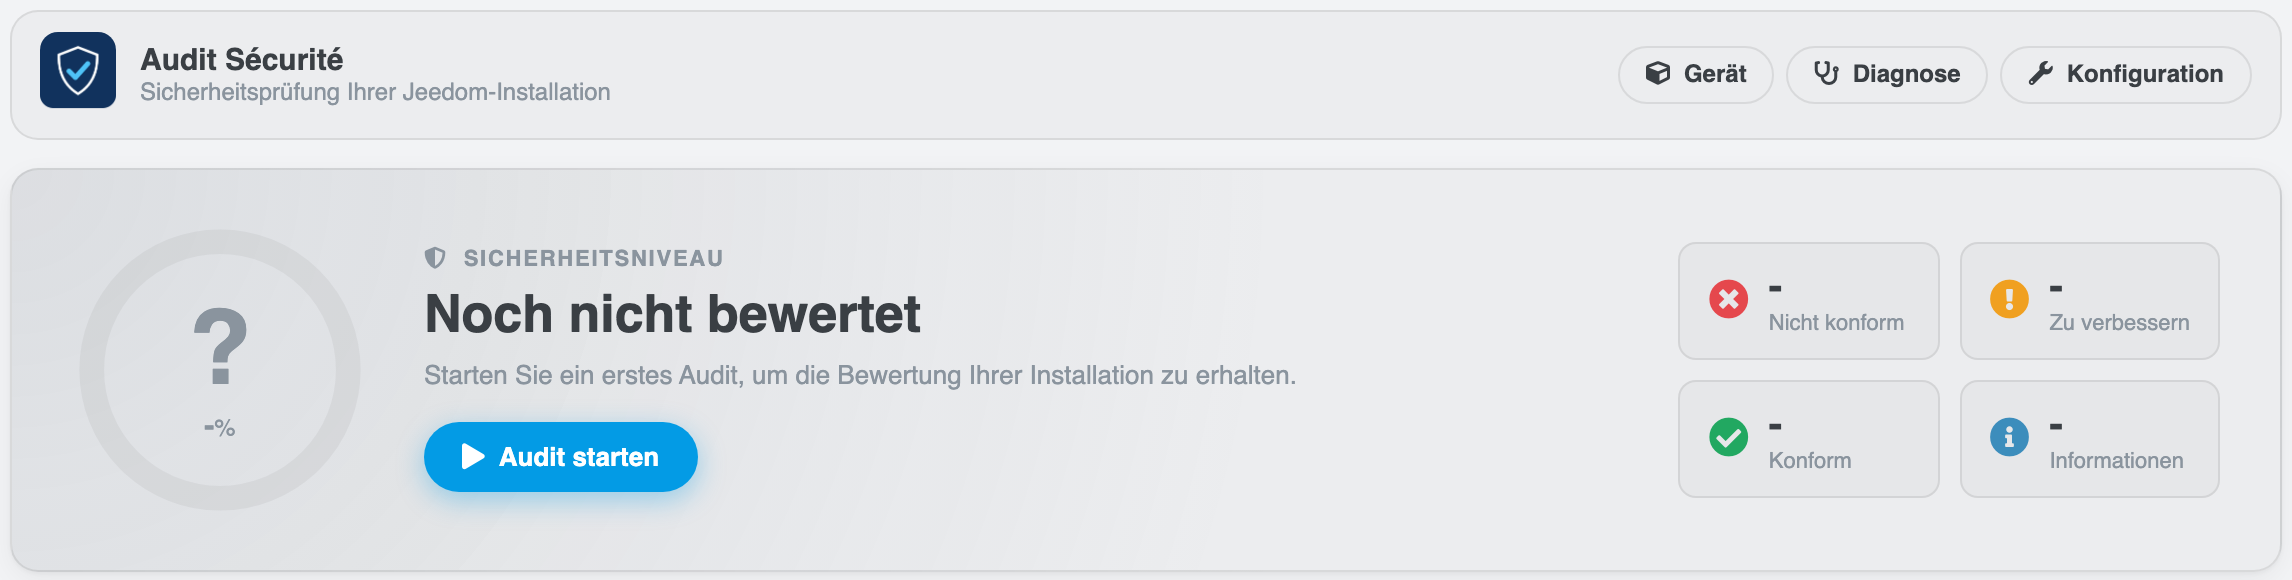 Audit Sécurité
Sicherheitsprüfung Ihrer Jeedom-Installation
Gerät
Diagnose
Konfiguration
?
-%
SICHERHEITSNIVEAU
Noch nicht bewertet
Starten Sie ein erstes Audit, um die Bewertung Ihrer Installation zu erhalten.
Audit starten
-
Nicht konform
-
Zu verbessern
-
Konform
-
Informationen